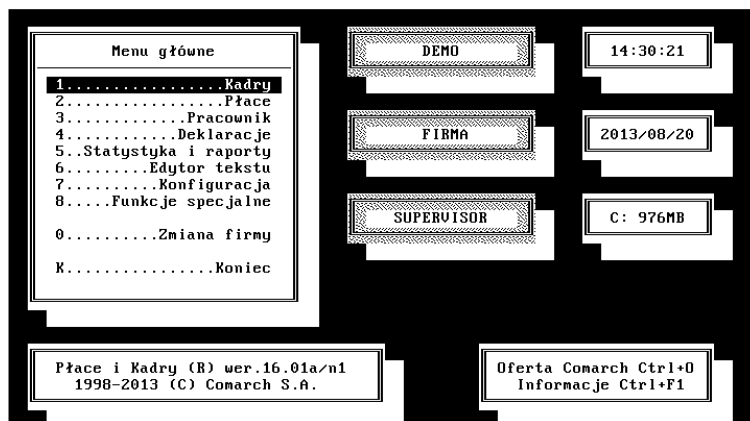 Menu główne
1.................Kadry
2.................Płace
3.............Pracownik
4............Deklaracje
5..Statystyka i raporty
6.........Edytor tekstu
7..........Konfiguracja
8.....Funkcje specjalne
0..........Zmiana firmy
K................Koniec
DEMO
14:30:21
FIRMA
2013/08/20
SUPERVISOR
C: 976MB
Płace i Kadry (R) wer.16.01a/n1
1998-2013 (C) Comarch S.A.
Oferta Comarch Ctrl+O
Informacje Ctrl+F1